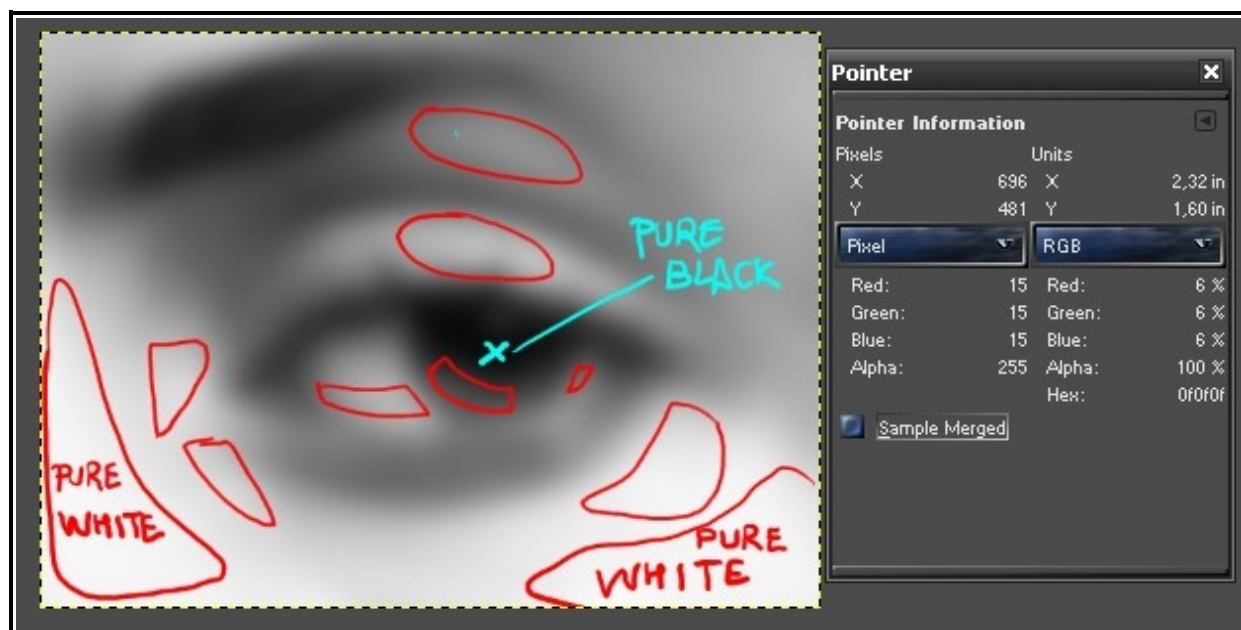 PURE
BLACK
PURE
WHITE
PURE
WHITE
Pointer
Pointer Information
Pixels Units
X 696 X 2,32 in
Y 481 Y 1,60 in
Pixel RGB
Red: 15 Red: 6 %
Green: 15 Green: 6 %
Blue: 15 Blue: 6 %
Alpha: 255 Alpha: 100 %
Hex: 0f0f0f
Sample Merged